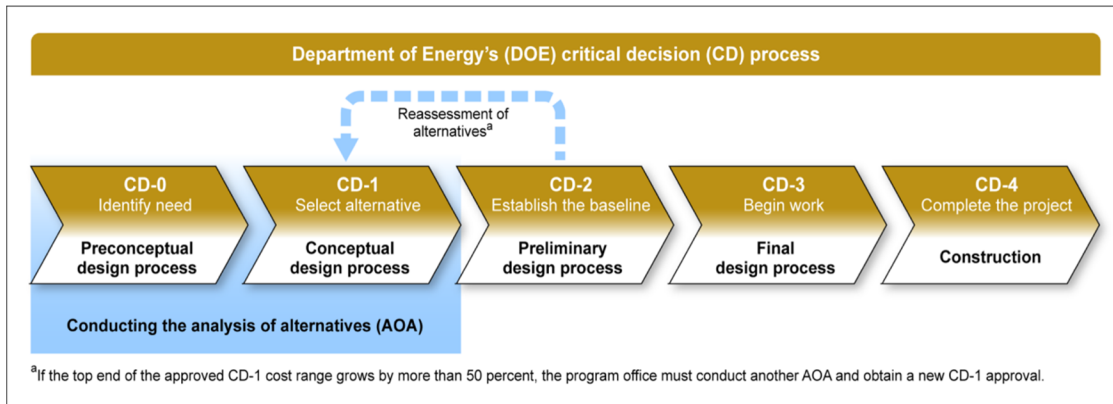 Department of Energy's (DOE) critical decision (CD) process
Reassessment of
alternativesᵃ
CD-0
Identify need
Preconceptual
design process
CD-1
Select alternative
Conceptual
design process
CD-2
Establish the baseline
Preliminary
design process
CD-3
Begin work
Final
design process
CD-4
Complete the project
Construction
Conducting the analysis of alternatives (AOA)
ᵃIf the top end of the approved CD-1 cost range grows by more than 50 percent, the program office must conduct another AOA and obtain a new CD-1 approval.